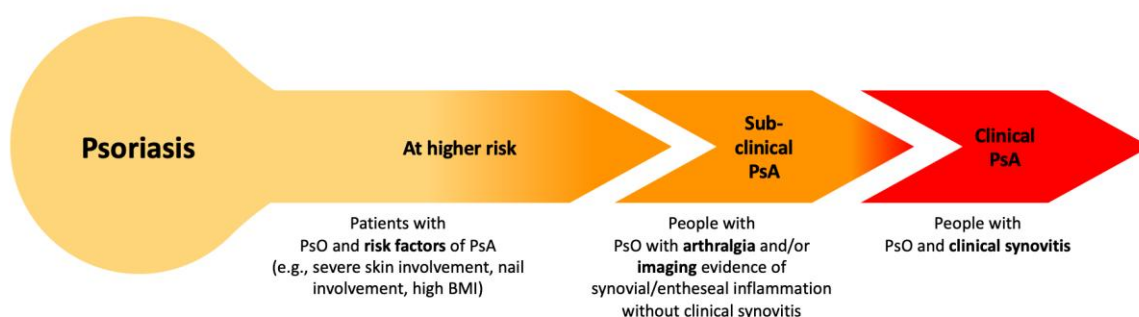 Psoriasis
At higher risk
Sub-
clinical
PsA
Clinical
PsA
Patients with
PsO and risk factors of PsA
(e.g., severe skin involvement, nail
involvement, high BMI)
People with
PsO with arthralgia and/or
imaging evidence of
synovial/entheseal inflammation
without clinical synovitis
People with
PsO and clinical synovitis